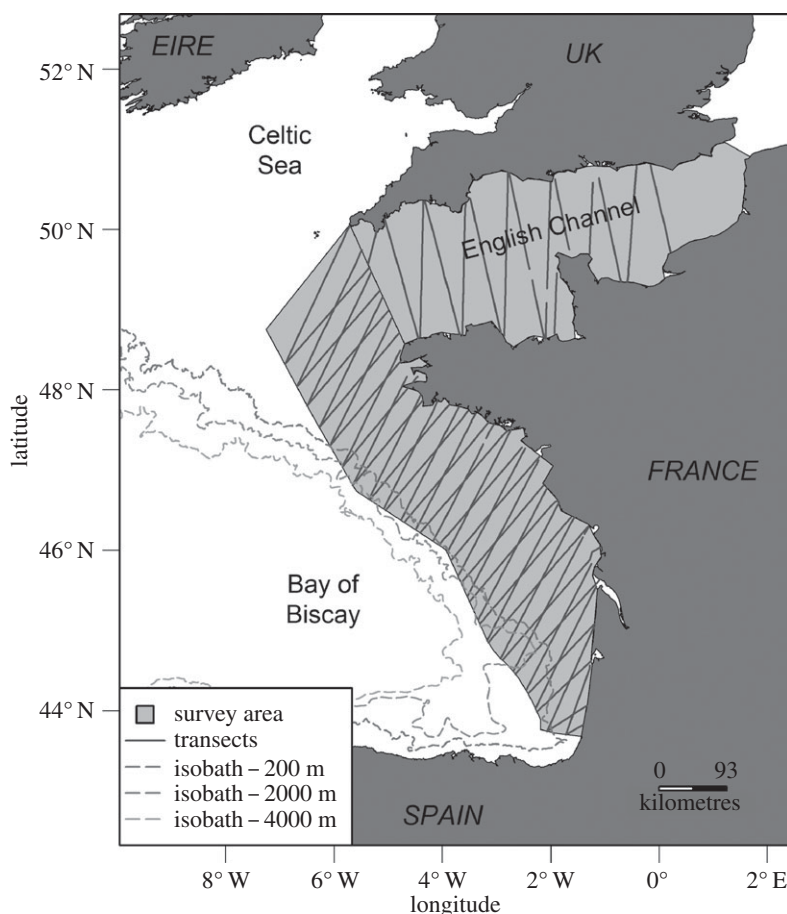 EIRE
UK
52° N
Celtic
Sea
50° N
English Channel
48° N
latitude
FRANCE
46° N
Bay of
Biscay
44° N
survey area
transects
isobath – 200 m
isobath – 2000 m
isobath – 4000 m
0 93
kilometres
SPAIN
8° W 6° W 4° W 2° W 0° 2° E
longitude